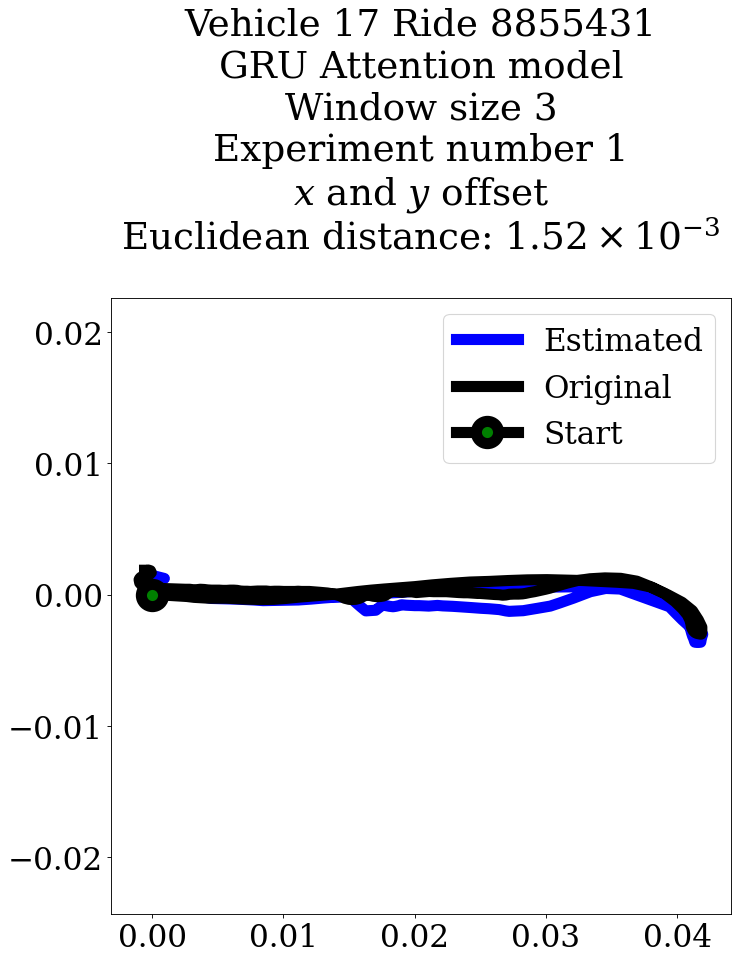 Vehicle 17 Ride 8855431
GRU Attention model
Window size 3
Experiment number 1
x and y offset
Euclidean distance: 1.52 × 10⁻³
Estimated
Original
Start
0.02
0.01
0.00
−0.01
−0.02
0.00 0.01 0.02 0.03 0.04